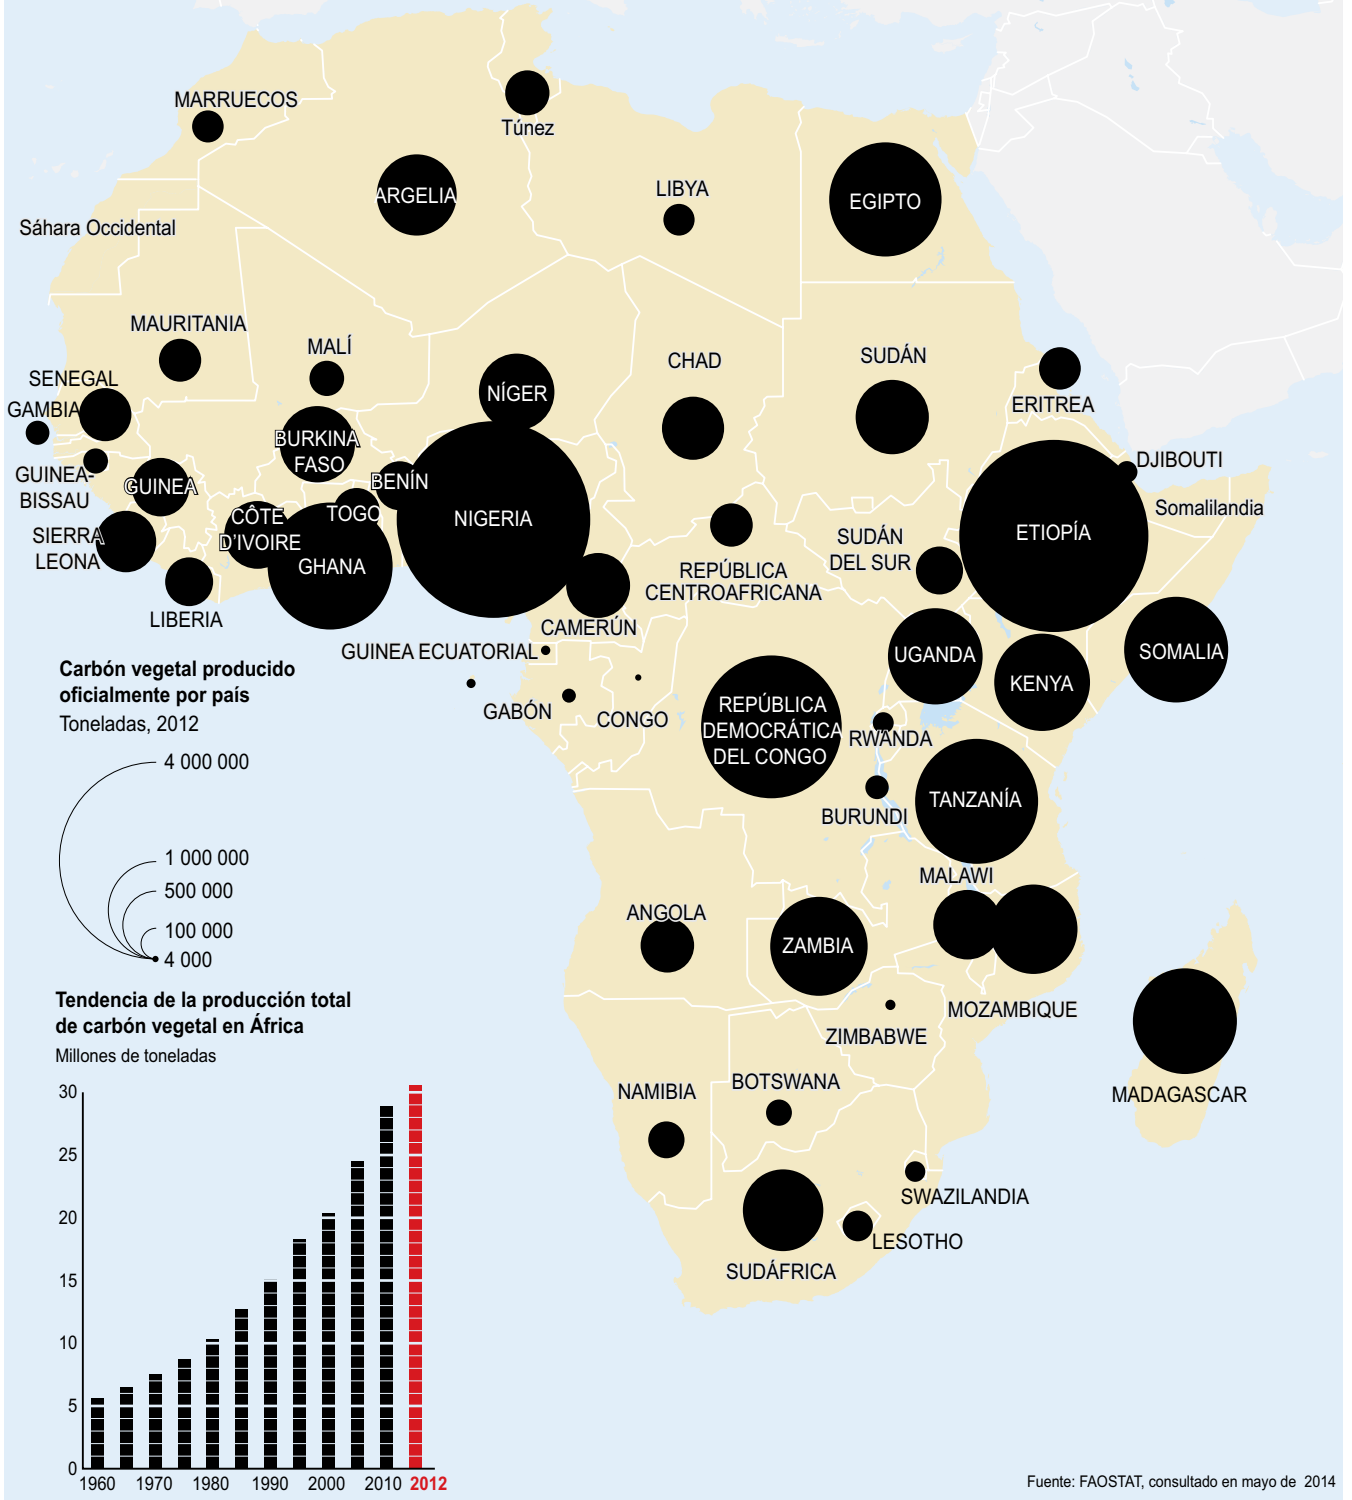 MARRUECOS
Túnez
ARGELIA
LIBYA
EGIPTO
Sáhara Occidental
MAURITANIA
MALÍ
CHAD
SUDÁN
NÍGER
SENEGAL
GAMBIA
ERITREA
BURKINA
FASO
GUINEA-
BISSAU
GUINEA
BENÍN
DJIBOUTI
TOGO
CÔTE
D'IVOIRE
NIGERIA
Somalilandia
SIERRA
LEONA
GHANA
SUDÁN
DEL SUR
ETIOPÍA
REPÚBLICA
CENTROAFRICANA
LIBERIA
CAMERÚN
GUINEA ECUATORIAL
UGANDA
KENYA
SOMALIA
GABÓN
CONGO
REPÚBLICA
DEMOCRÁTICA
DEL CONGO
RWANDA
BURUNDI
TANZANÍA
MALAWI
ANGOLA
ZAMBIA
MOZAMBIQUE
ZIMBABWE
NAMIBIA
BOTSWANA
MADAGASCAR
SWAZILANDIA
LESOTHO
SUDÁFRICA
Carbón vegetal producido
oficialmente por país
Toneladas, 2012
4 000 000
1 000 000
500 000
100 000
4 000
Tendencia de la producción total
de carbón vegetal en África
Millones de toneladas
30
25
20
15
10
5
0
1960 1970 1980 1990 2000 2010 2012
Fuente: FAOSTAT, consultado en mayo de 2014